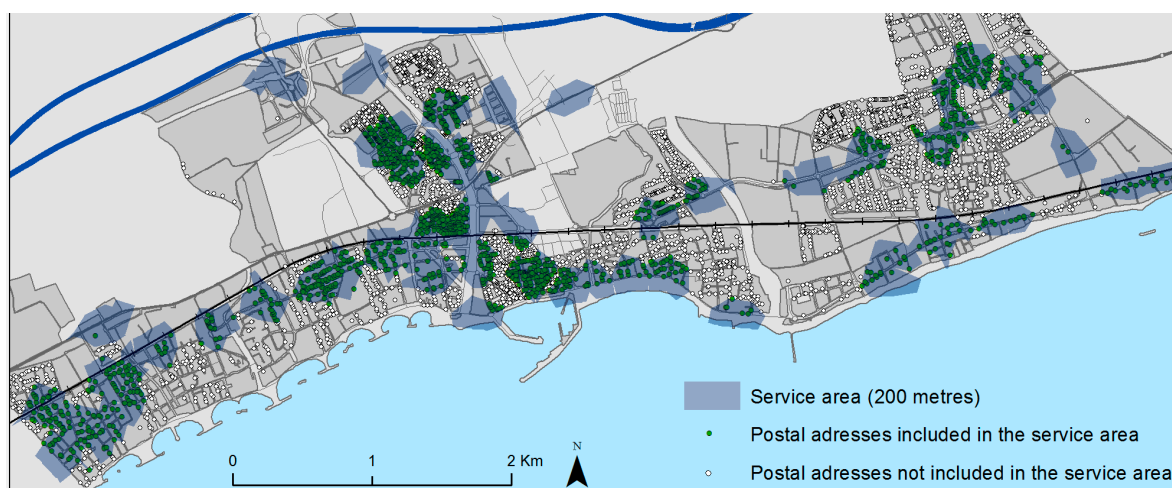 Service area (200 metres)
Postal adresses included in the service area
Postal adresses not included in the service area
0 1 2 Km
N